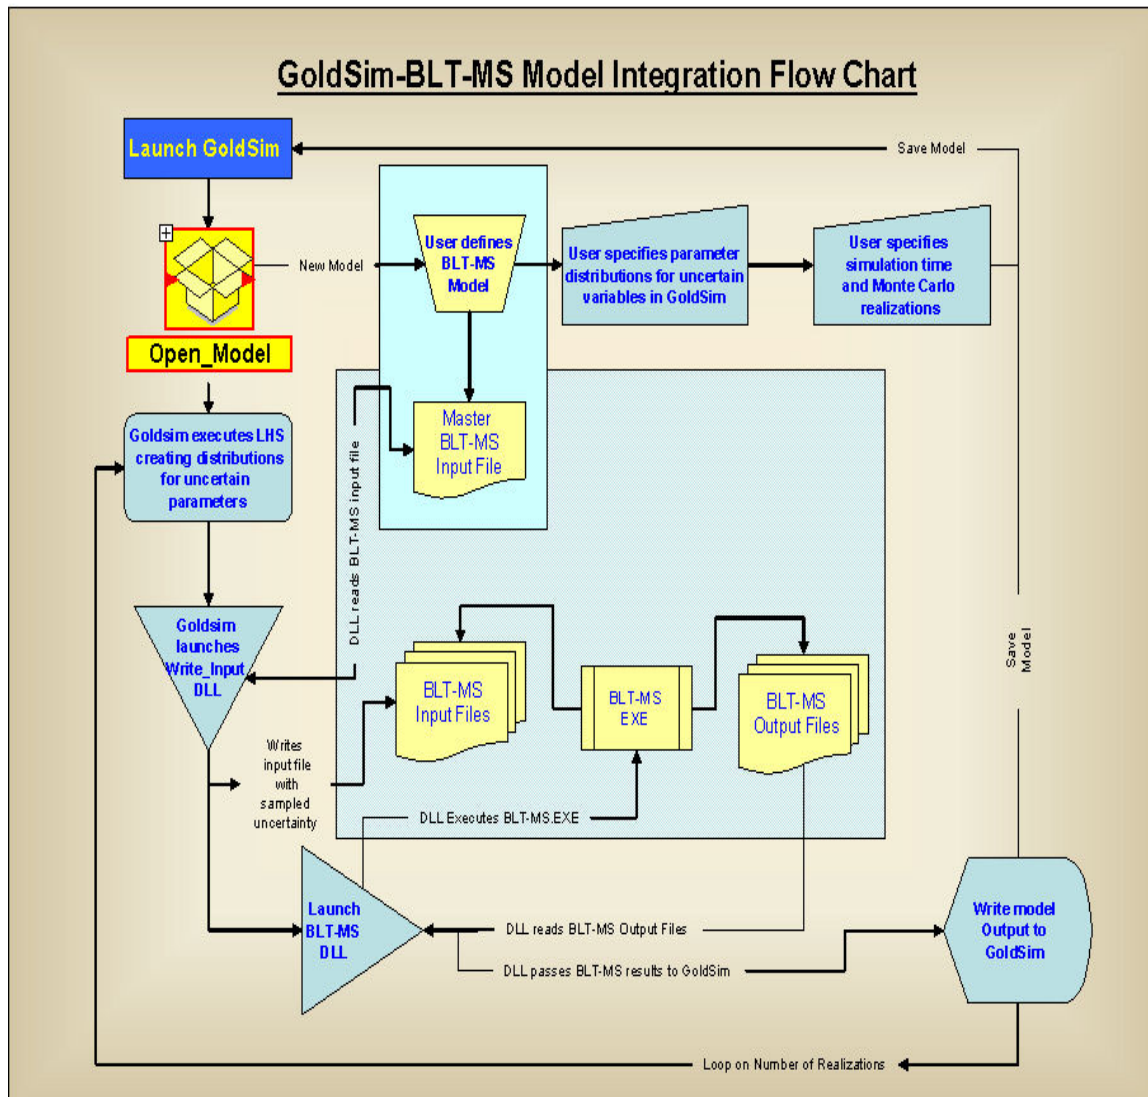 GoldSim-BLT-MS Model Integration Flow Chart
Launch GoldSim
Save Model
New Model
User defines
BLT-MS
Model
User specifies parameter
distributions for uncertain
variables in GoldSim
User specifies
simulation time
and Monte Carlo
realizations
Open_Model
Goldsim executes LHS
creating distributions
for uncertain
parameters
Master
BLT-MS
Input File
DLL reads BLT-MS input file
Goldsim
launches
Write_Input
DLL
BLT-MS
Input Files
BLT-MS
EXE
BLT-MS
Output Files
Save
Model
Writes
input file
with
sampled
uncertainty
DLL Executes BLT-MS.EXE
Launch
BLT-MS
DLL
DLL reads BLT-MS Output Files
DLL passes BLT-MS results to GoldSim
Write model
Output to
GoldSim
Loop on Number of Realizations